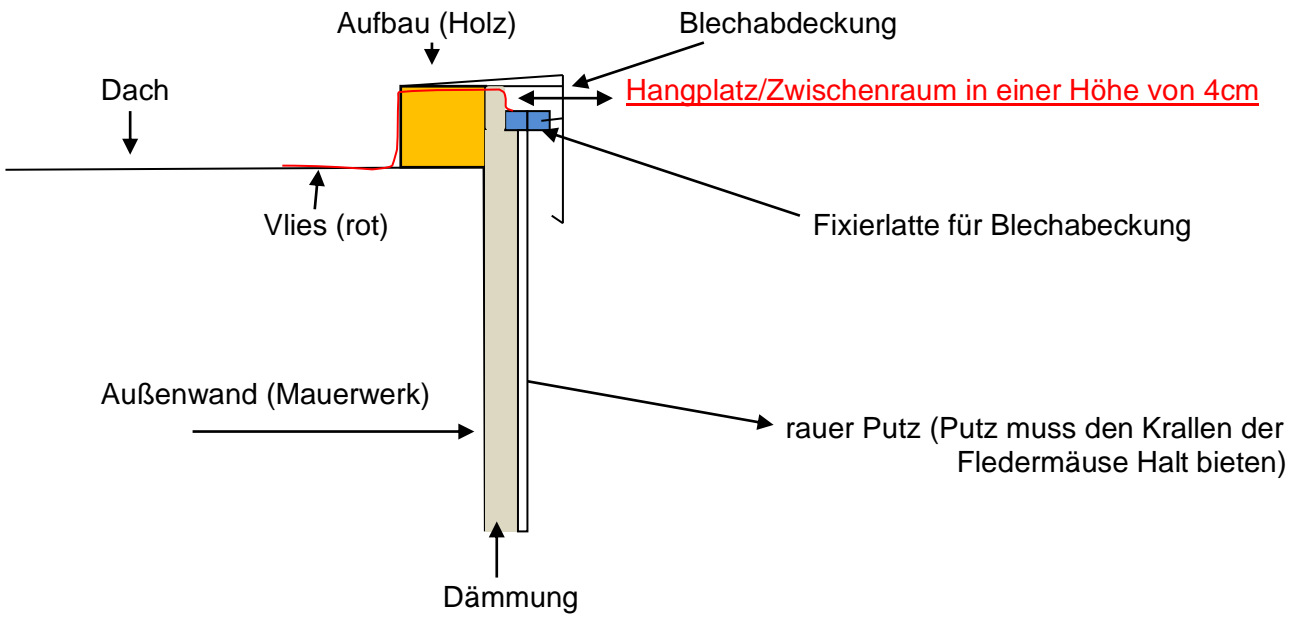 Aufbau (Holz)
Blechabdeckung
Dach
Hangplatz/Zwischenraum in einer Höhe von 4cm
Vlies (rot)
Fixierlatte für Blechabeckung
Außenwand (Mauerwerk)
rauer Putz (Putz muss den Krallen der
Fledermäuse Halt bieten)
Dämmung